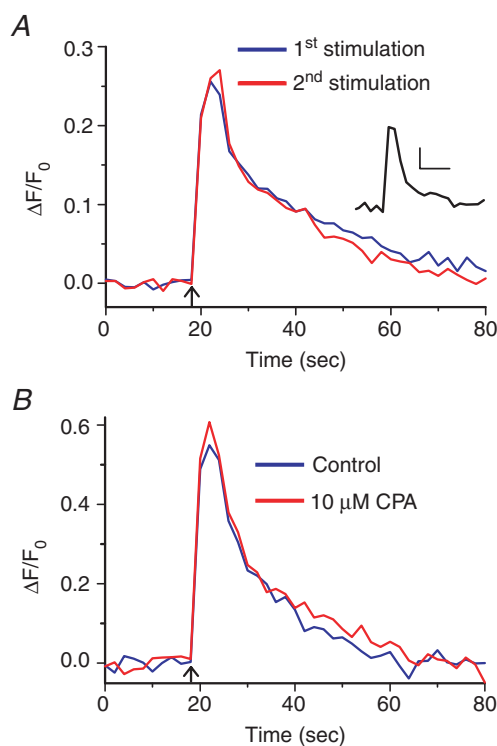 A
1st stimulation
2nd stimulation
ΔF/F0
0.3
0.2
0.1
0.0
0 20 40 60 80
Time (sec)
B
Control
10 μM CPA
ΔF/F0
0.6
0.4
0.2
0.0
0 20 40 60 80
Time (sec)